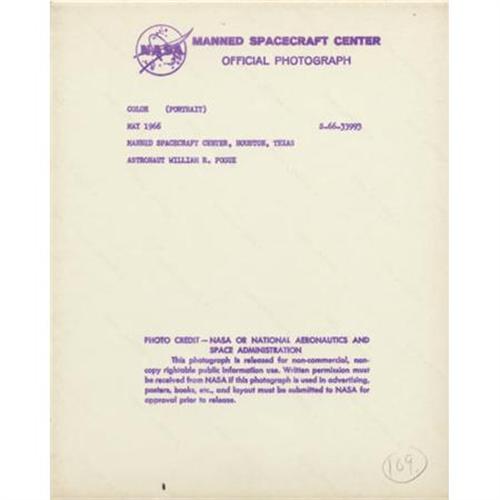 NASA
MANNED SPACECRAFT CENTER
OFFICIAL PHOTOGRAPH
COLOR (PORTRAIT)
MAY 1966 S-66-33993
MANNED SPACECRAFT CENTER, HOUSTON, TEXAS
ASTRONAUT WILLIAM R. POGUE
PHOTO CREDIT—NASA OR NATIONAL AERONAUTICS AND
SPACE ADMINISTRATION
This photograph is released for non-commercial, non-
copy rightable public information use. Written permission must
be received from NASA if this photograph is used in advertising,
posters, books, etc., and layout must be submitted to NASA for
approval prior to release.
109.